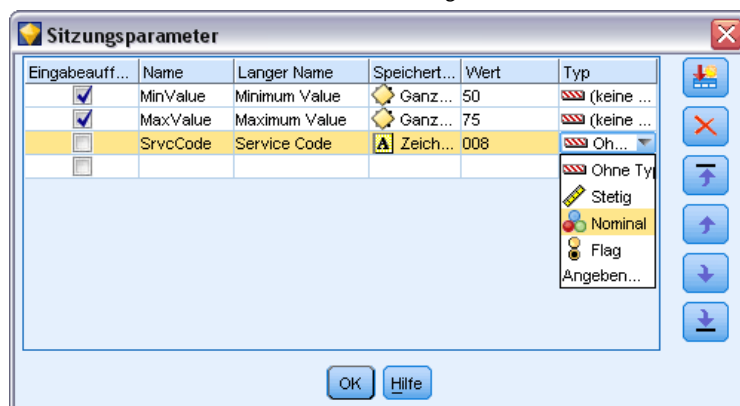 Sitzungsparameter
Eingabeauff... Name Langer Name Speichert... Wert Typ
MinValue Minimum Value Ganz... 50 (keine ...
MaxValue Maximum Value Ganz... 75 (keine ...
SrvcCode Service Code A Zeich... 008 Oh...
Ohne Ty
Stetig
Nominal
Flag
Angeben...
OK Hilfe